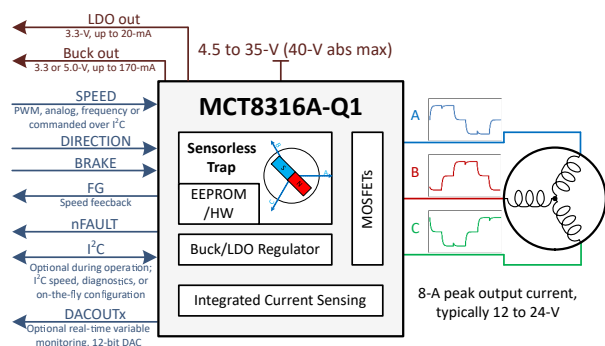 LDO out
3.3-V, up to 20-mA
Buck out
3.3 or 5.0-V, up to 170-mA
4.5 to 35-V (40-V abs max)
SPEED
PWM, analog, frequency or
commanded over I²C
DIRECTION
BRAKE
FG
Speed feecback
nFAULT
I²C
Optional during operation;
I²C speed, diagnostics, or
on-the-fly configuration
DACOUTx
Optional real-time variable
monitoring, 12-bit DAC
MCT8316A-Q1
Sensorless
Trap
EEPROM
/HW
B
A
C
S
N
MOSFETs
Buck/LDO Regulator
Integrated Current Sensing
A
B
C
8-A peak output current,
typically 12 to 24-V